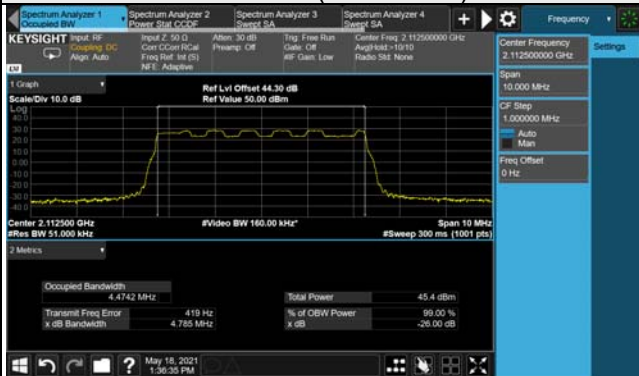 Spectrum Analyzer 1
Occupied BW
Spectrum Analyzer 2
Power Stat CCDF
Spectrum Analyzer 3
Swept SA
Spectrum Analyzer 4
Swept SA
Frequency
KEYSIGHT
Input: RF
Coupling: DC
Align: Auto
Input Z: 50 Ω
Corr CCorr RCal
Freq Ref: Int (S)
NFE: Adaptive
Atten: 30 dB
Preamp: Off
Trig: Free Run
Gate: Off
#IF Gain: Low
Center Freq: 2.112500000 GHz
Avg|Hold:>10/10
Radio Std: None
Center Frequency
2.112500000 GHz
Settings
Span
10.000 MHz
CF Step
1.000000 MHz
Auto
Man
Freq Offset
0 Hz
1 Graph
Scale/Div 10.0 dB
Ref Lvl Offset 44.30 dB
Ref Value 50.00 dBm
Log
40.0
30.0
20.0
10.0
0.00
-10.0
-20.0
-30.0
-40.0
Center 2.112500 GHz
#Res BW 51.000 kHz
#Video BW 160.00 kHz*
Span 10 MHz
#Sweep 300 ms (1001 pts)
2 Metrics
Occupied Bandwidth
4.4742 MHz
Total Power 45.4 dBm
Transmit Freq Error 419 Hz
% of OBW Power 99.00 %
x dB Bandwidth 4.785 MHz
x dB -26.00 dB
May 18, 2021
1:36:35 PM